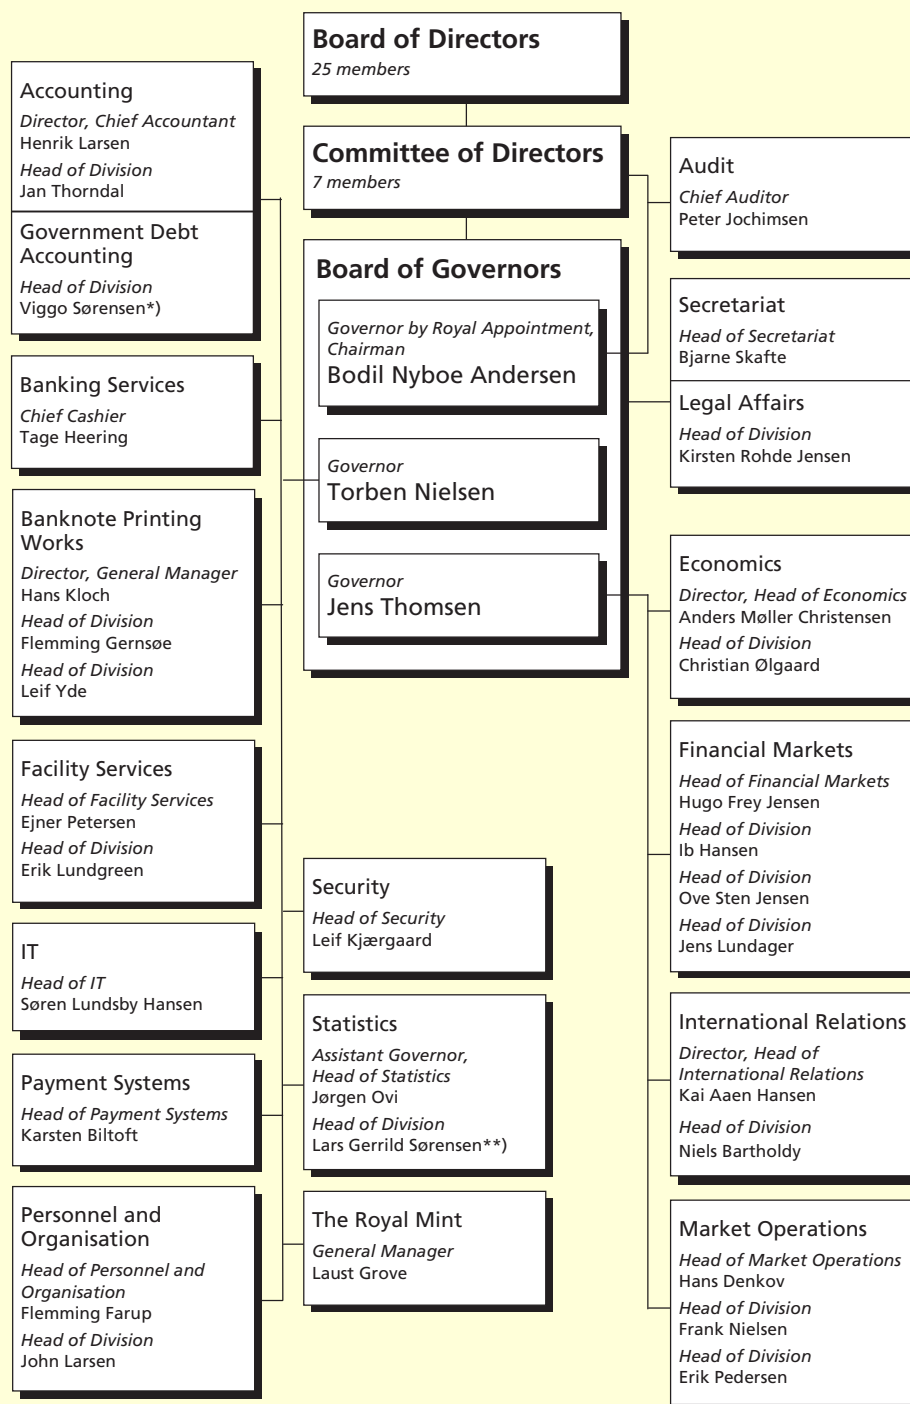 Board of Directors
25 members
Committee of Directors
7 members
Board of Governors
Governor by Royal Appointment,
Chairman
Bodil Nyboe Andersen
Governor
Torben Nielsen
Governor
Jens Thomsen
Accounting
Director, Chief Accountant
Henrik Larsen
Head of Division
Jan Thorndal
Government Debt
Accounting
Head of Division
Viggo Sørensen*)
Banking Services
Chief Cashier
Tage Heering
Banknote Printing
Works
Director, General Manager
Hans Kloch
Head of Division
Flemming Gernsøe
Head of Division
Leif Yde
Facility Services
Head of Facility Services
Ejner Petersen
Head of Division
Erik Lundgreen
IT
Head of IT
Søren Lundsby Hansen
Payment Systems
Head of Payment Systems
Karsten Biltoft
Personnel and
Organisation
Head of Personnel and
Organisation
Flemming Farup
Head of Division
John Larsen
Security
Head of Security
Leif Kjærgaard
Statistics
Assistant Governor,
Head of Statistics
Jørgen Ovi
Head of Division
Lars Gerrild Sørensen**)
The Royal Mint
General Manager
Laust Grove
Audit
Chief Auditor
Peter Jochimsen
Secretariat
Head of Secretariat
Bjarne Skafte
Legal Affairs
Head of Division
Kirsten Rohde Jensen
Economics
Director, Head of Economics
Anders Møller Christensen
Head of Division
Christian Ølgaard
Financial Markets
Head of Financial Markets
Hugo Frey Jensen
Head of Division
Ib Hansen
Head of Division
Ove Sten Jensen
Head of Division
Jens Lundager
International Relations
Director, Head of
International Relations
Kai Aaen Hansen
Head of Division
Niels Bartholdy
Market Operations
Head of Market Operations
Hans Denkov
Head of Division
Frank Nielsen
Head of Division
Erik Pedersen